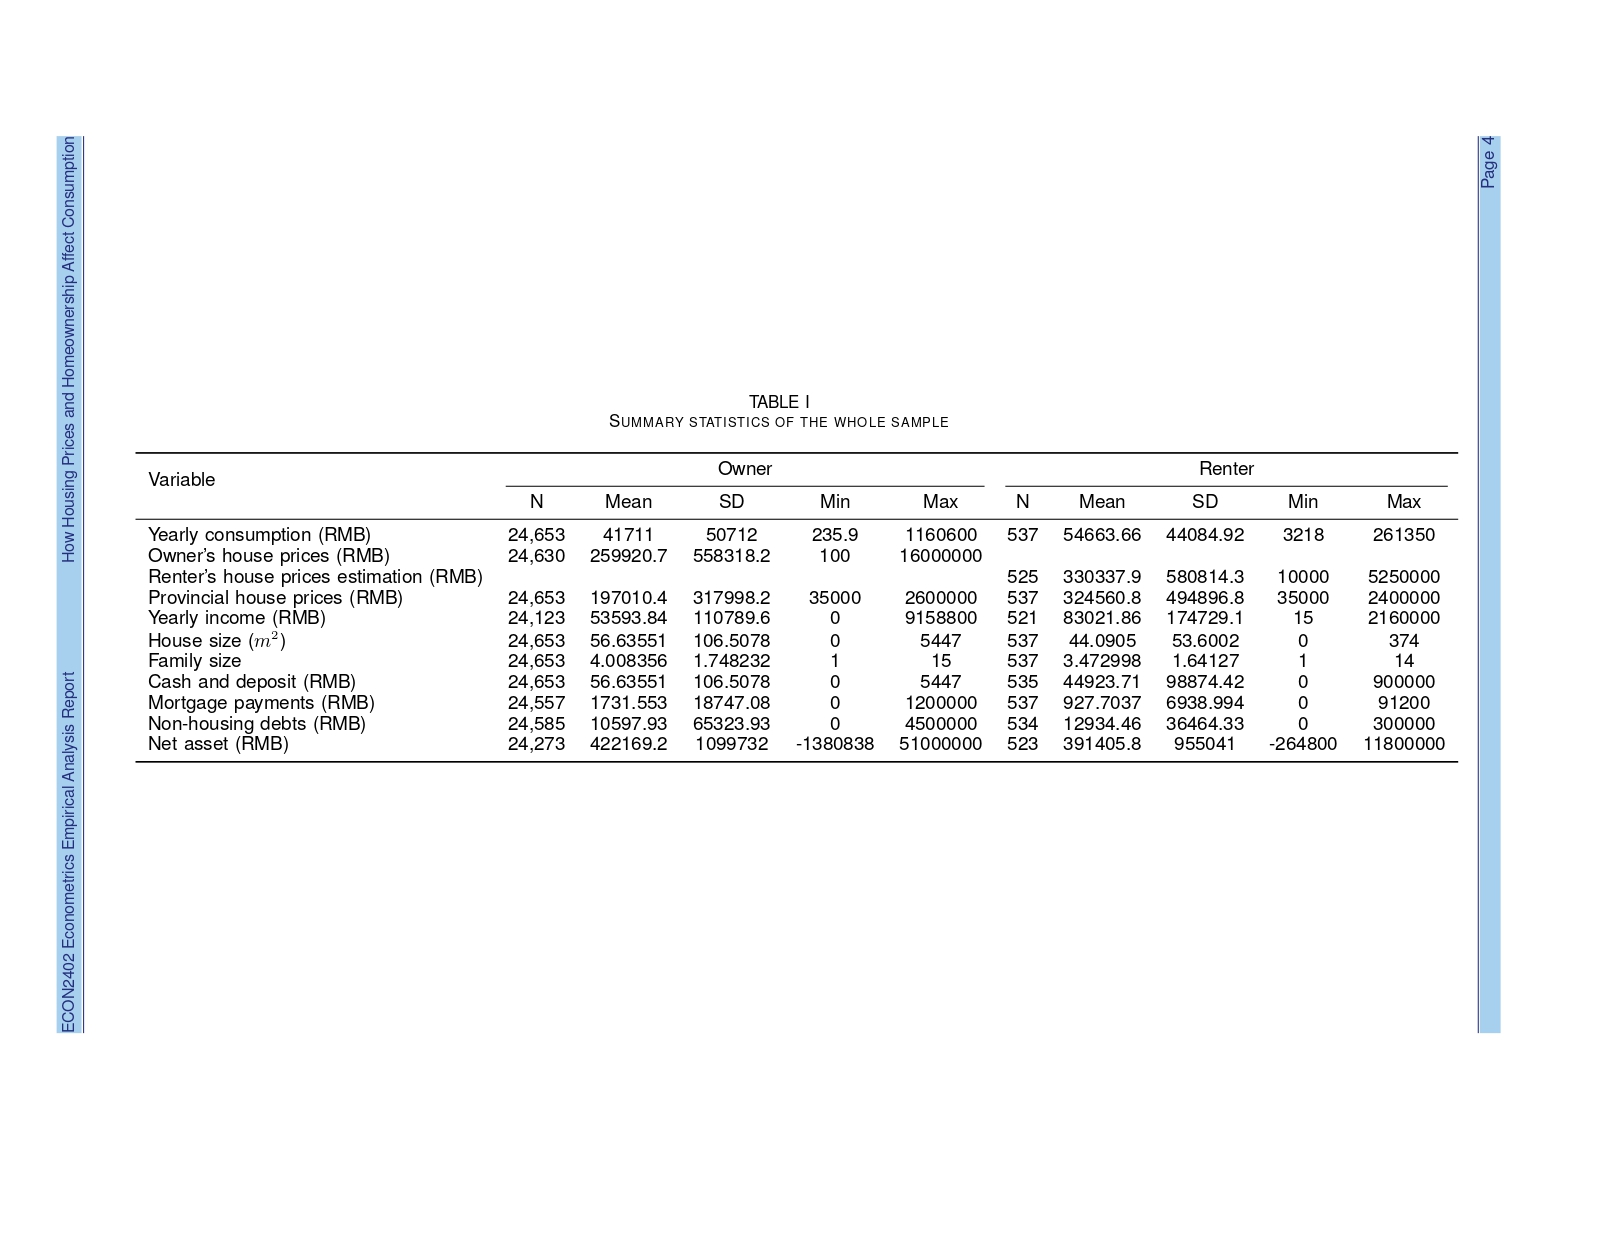 How Housing Prices and Homeownership Affect Consumption
ECON2402 Econometrics Empirical Analysis Report
Page 4
TABLE I
SUMMARY STATISTICS OF THE WHOLE SAMPLE
Variable Owner Renter
N Mean SD Min Max N Mean SD Min Max
Yearly consumption (RMB) 24,653 41711 50712 235.9 1160600 537 54663.66 44084.92 3218 261350
Owner's house prices (RMB) 24,630 259920.7 558318.2 100 16000000
Renter's house prices estimation (RMB) 525 330337.9 580814.3 10000 5250000
Provincial house prices (RMB) 24,653 197010.4 317998.2 35000 2600000 537 324560.8 494896.8 35000 2400000
Yearly income (RMB) 24,123 53593.84 110789.6 0 9158800 521 83021.86 174729.1 15 2160000
House size (m²) 24,653 56.63551 106.5078 0 5447 537 44.0905 53.6002 0 374
Family size 24,653 4.008356 1.748232 1 15 537 3.472998 1.64127 1 14
Cash and deposit (RMB) 24,653 56.63551 106.5078 0 5447 535 44923.71 98874.42 0 900000
Mortgage payments (RMB) 24,557 1731.553 18747.08 0 1200000 537 927.7037 6938.994 0 91200
Non-housing debts (RMB) 24,585 10597.93 65323.93 0 4500000 534 12934.46 36464.33 0 300000
Net asset (RMB) 24,273 422169.2 1099732 -1380838 51000000 523 391405.8 955041 -264800 11800000